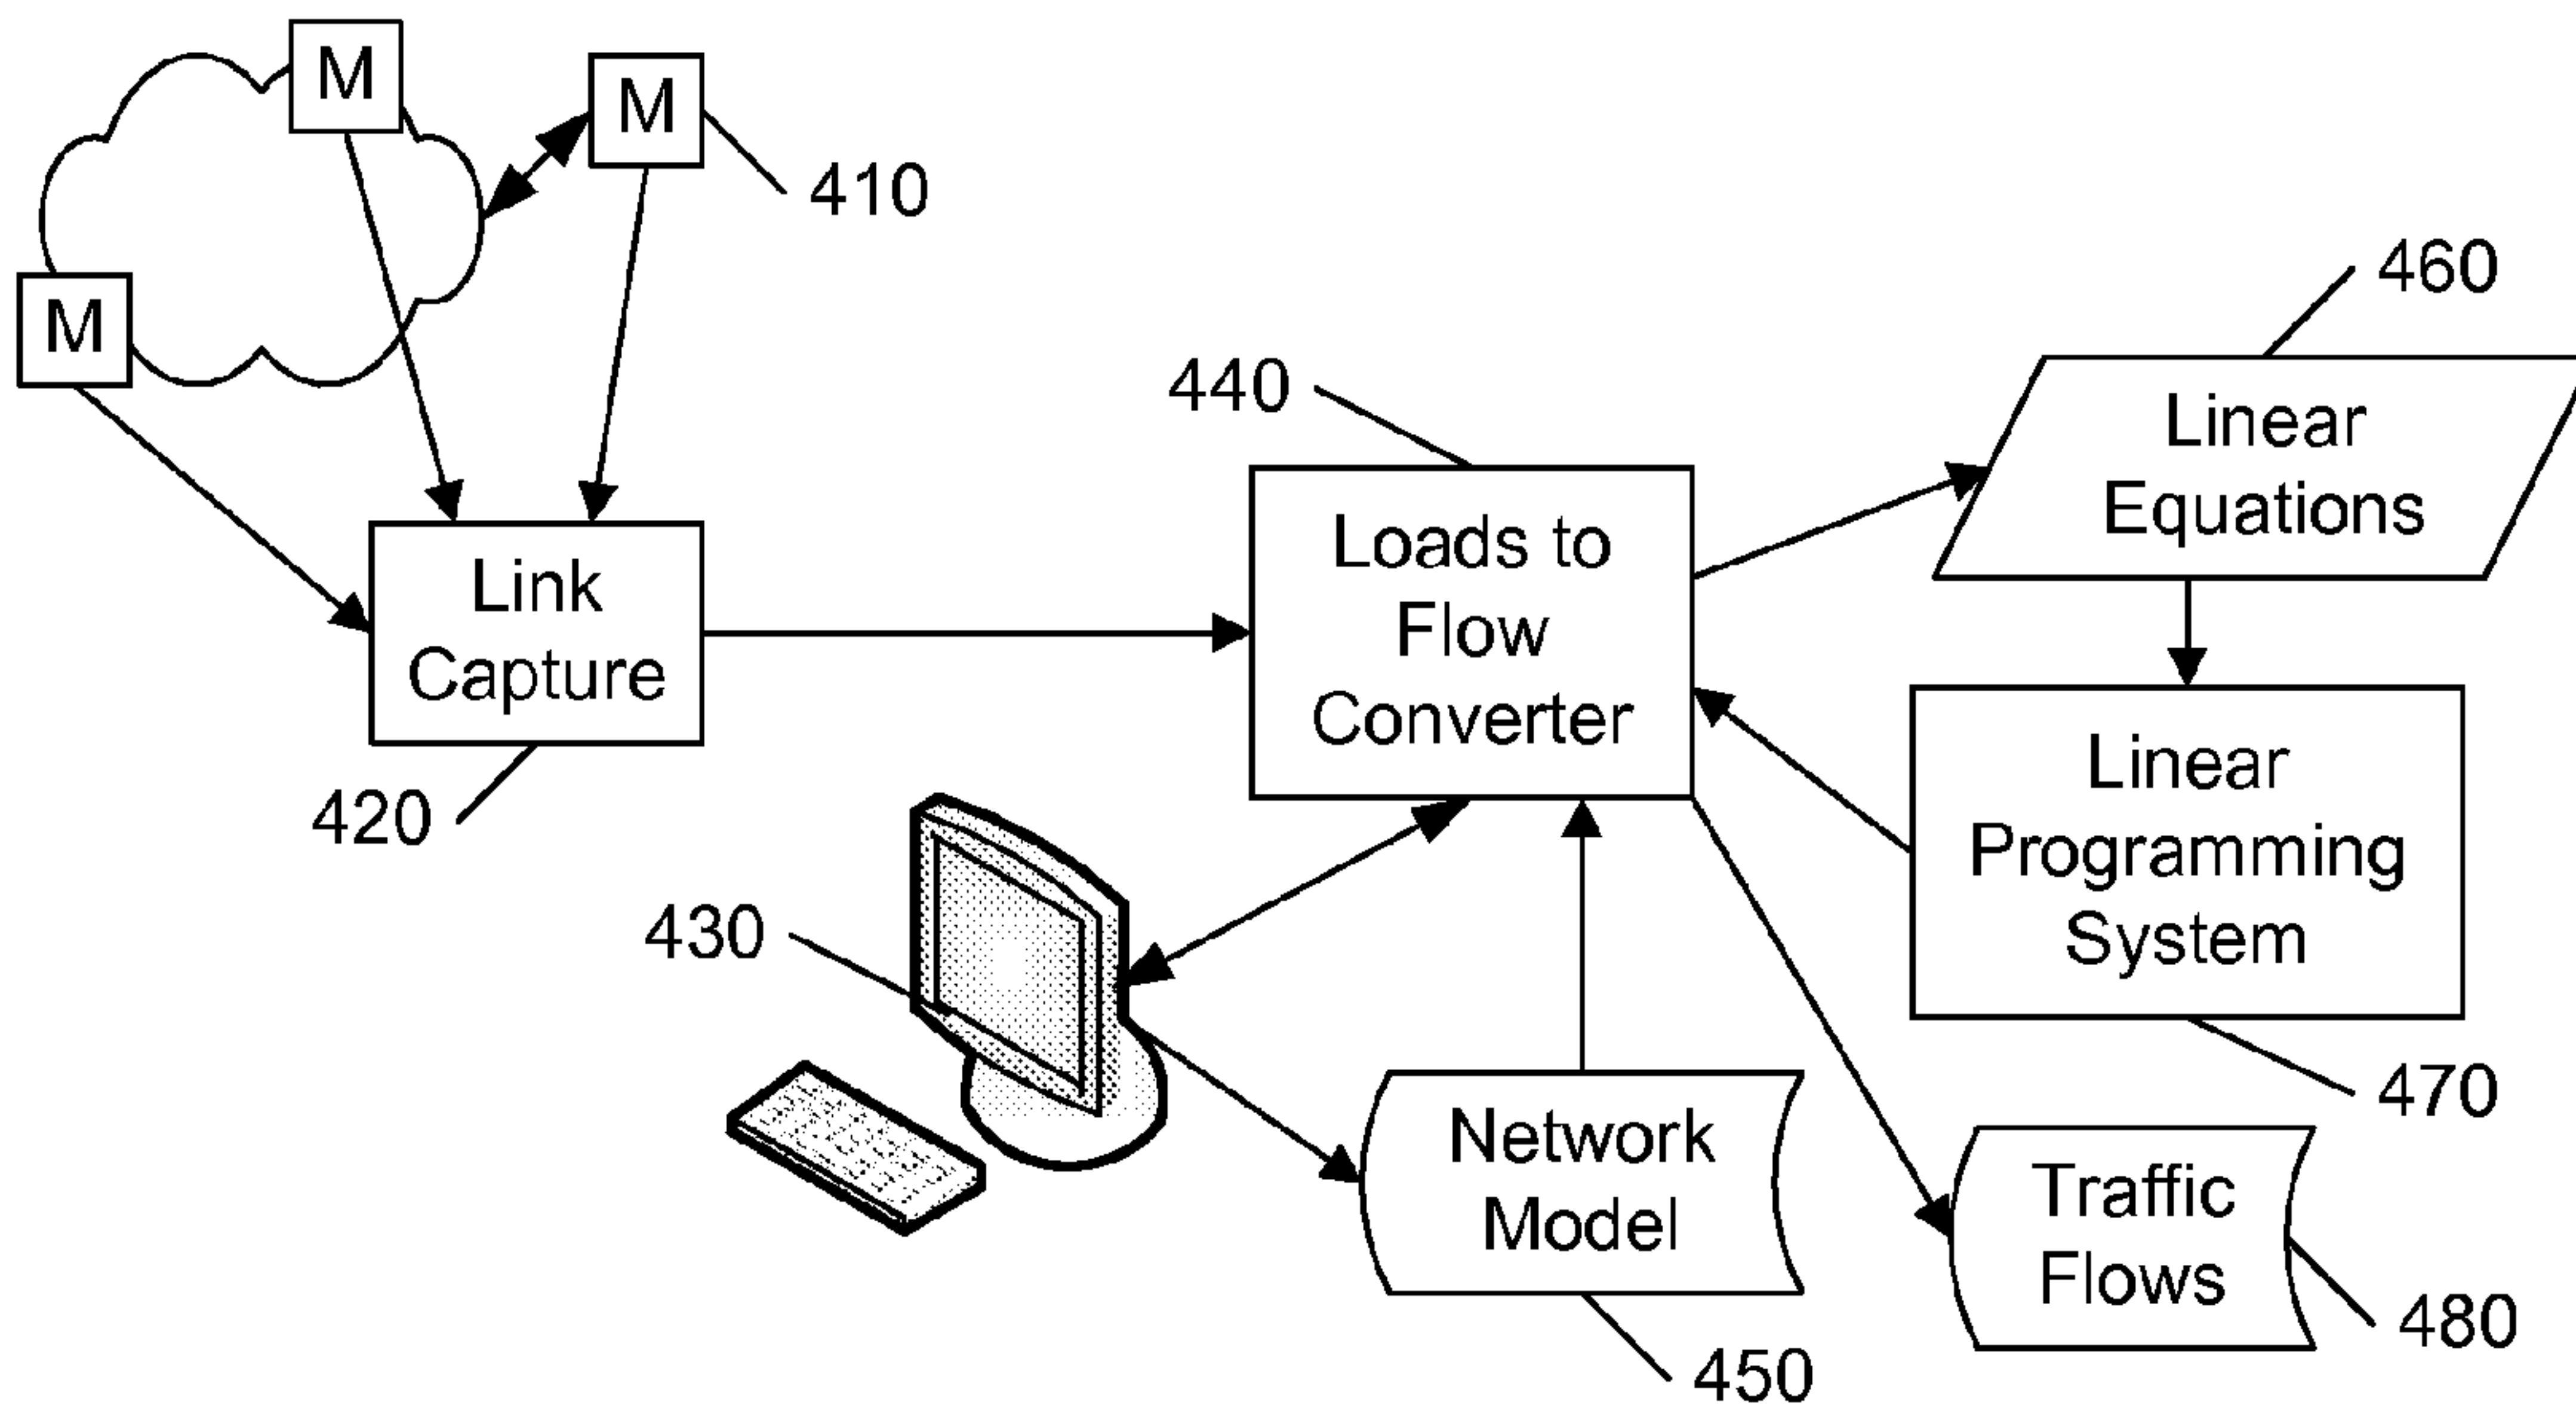 M
M
410
M
460
440
Linear
Equations
Loads to
Flow
Converter
Link
Capture
420
Linear
Programming
System
430
470
Network
Model
450
Traffic
Flows
480